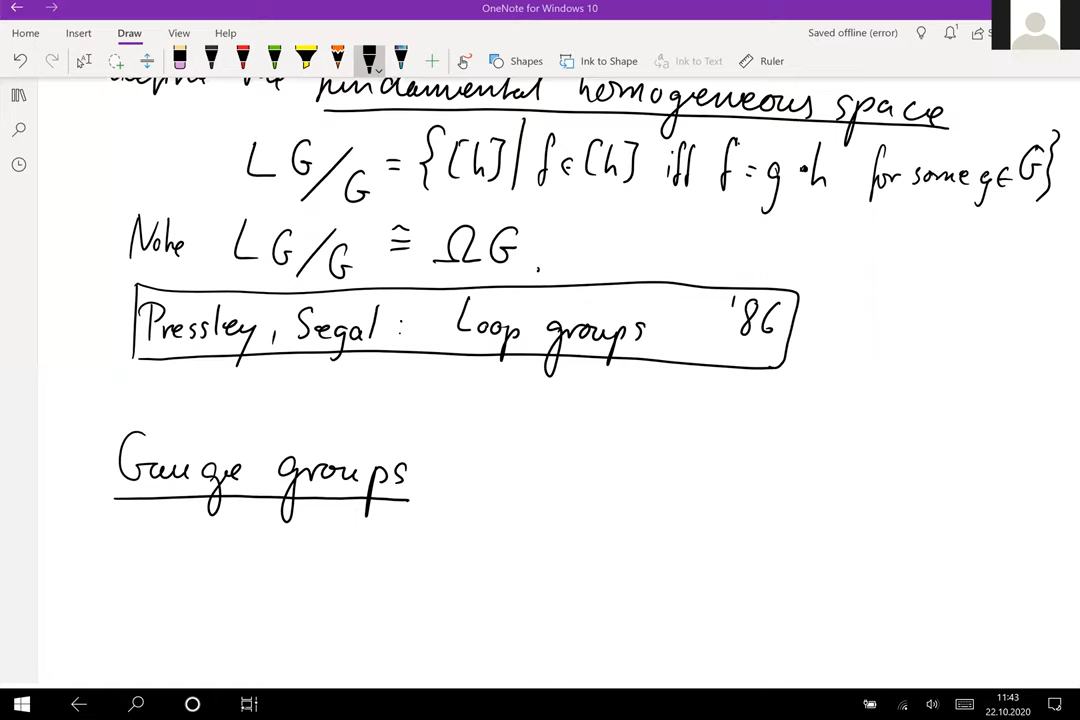 OneNote for Windows 10
Home Insert Draw View Help Saved offline (error)
Shapes Ink to Shape Ink to Text Ruler
define the fundamental homogeneous space
LG/G = {[h] | f ∈ [h] iff f = g · h for some g ∈ G}
Note LG/G ≅ ΩG.
Pressley, Segal: Loop groups '86
Gauge groups
11:43
22.10.2020